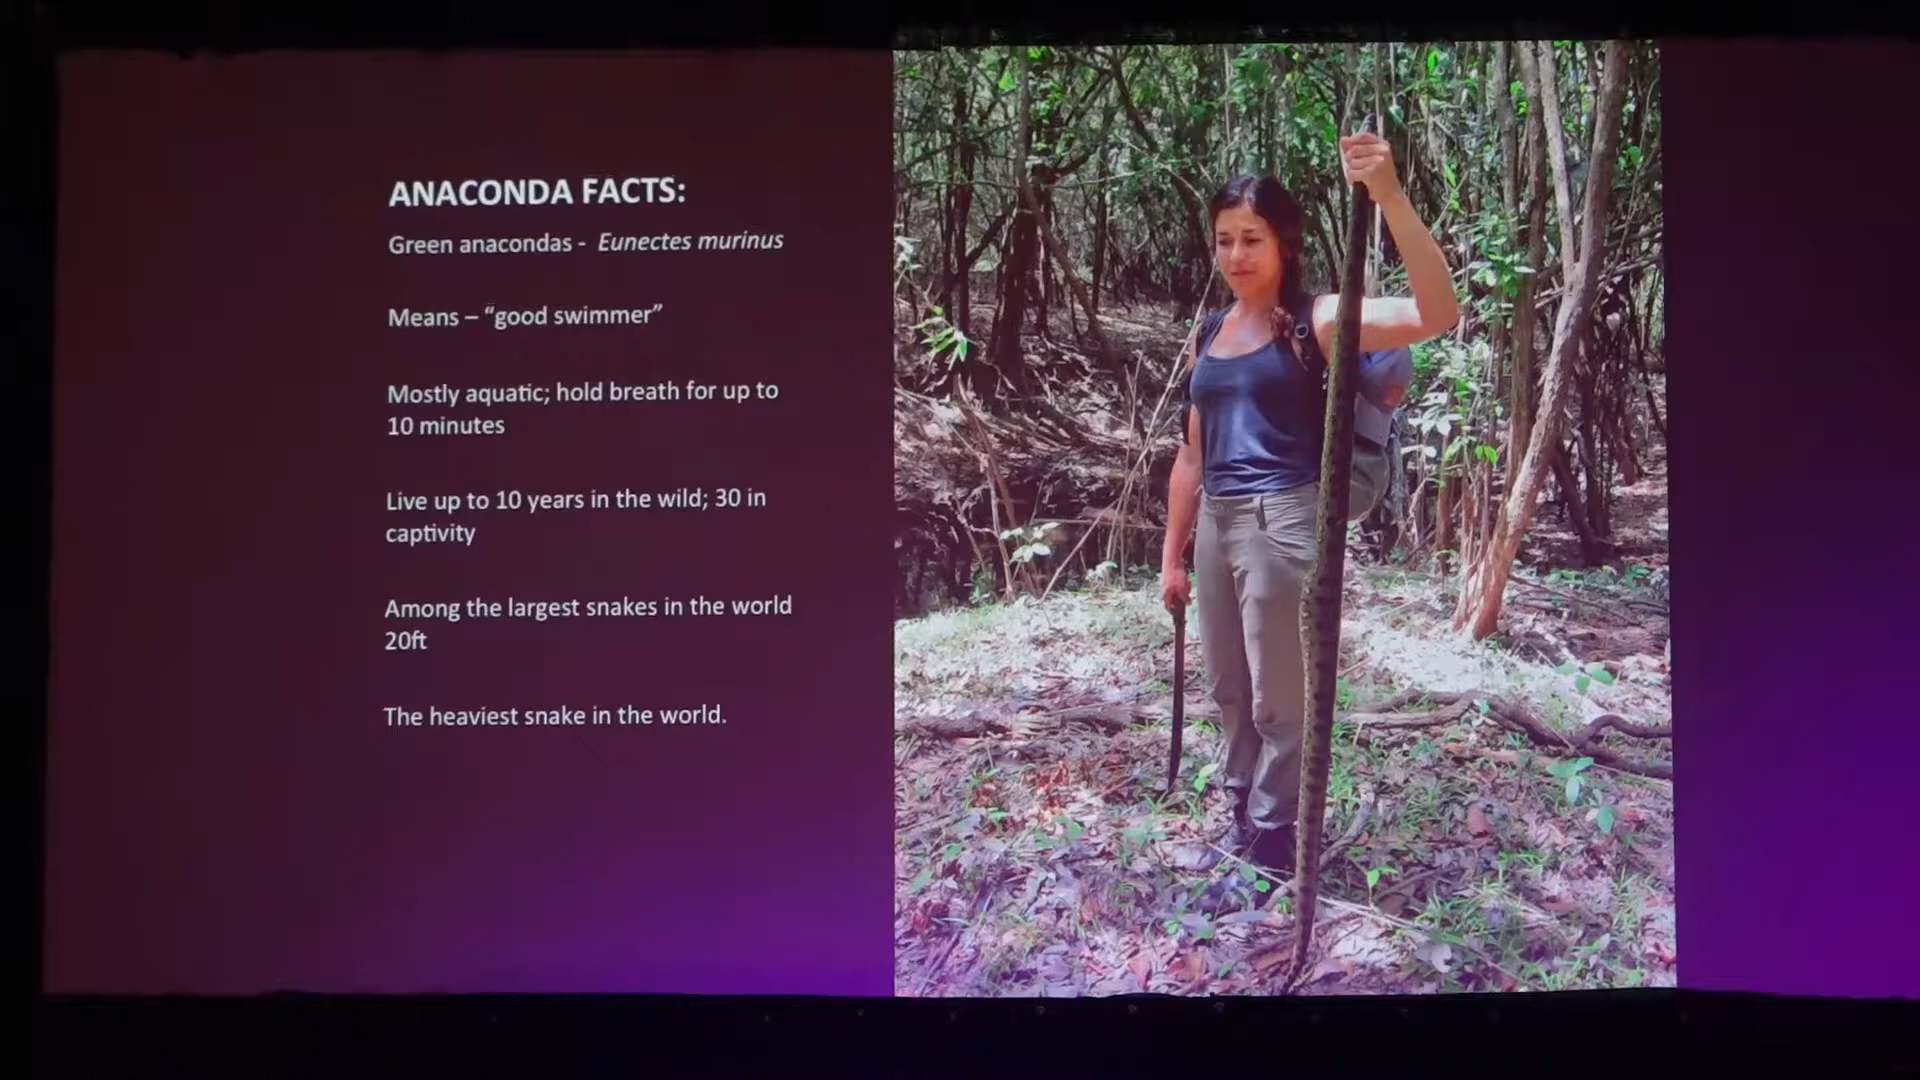 ANACONDA FACTS:
Green anacondas - Eunectes murinus
Means – “good swimmer”
Mostly aquatic; hold breath for up to
10 minutes
Live up to 10 years in the wild; 30 in
captivity
Among the largest snakes in the world
20ft
The heaviest snake in the world.